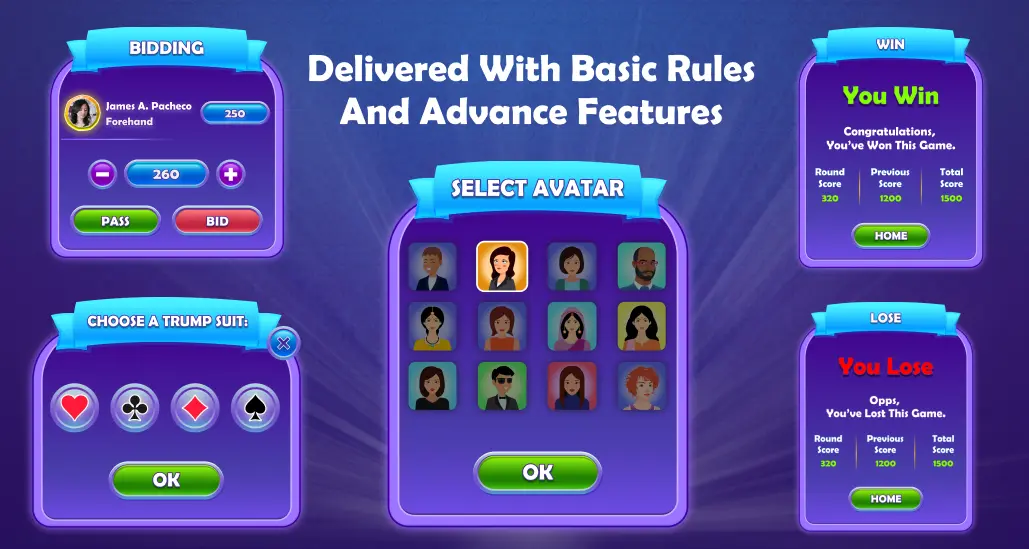 BIDDING
James A. Pacheco
Forehand
250
260
PASS
BID
CHOOSE A TRUMP SUIT:
OK
Delivered With Basic Rules
And Advance Features
SELECT AVATAR
OK
WIN
You Win
Congratulations,
You've Won This Game.
Round Previous Total
Score Score Score
320 1200 1500
HOME
LOSE
You Lose
Opps,
You've Lost This Game.
Round Previous Total
Score Score Score
320 1200 1500
HOME